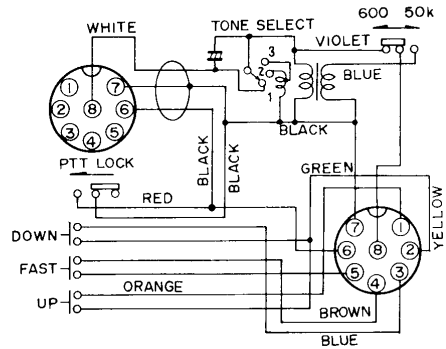 600 50k
WHITE TONE SELECT VIOLET
3
2
1
BLUE
1 7
2 8 6
3 4 5
BLACK
PTT LOCK
BLACK
BLACK
GREEN
RED
YELLOW
7 1
6 8 2
5 4 3
DOWN
FAST
ORANGE
UP
BROWN
BLUE